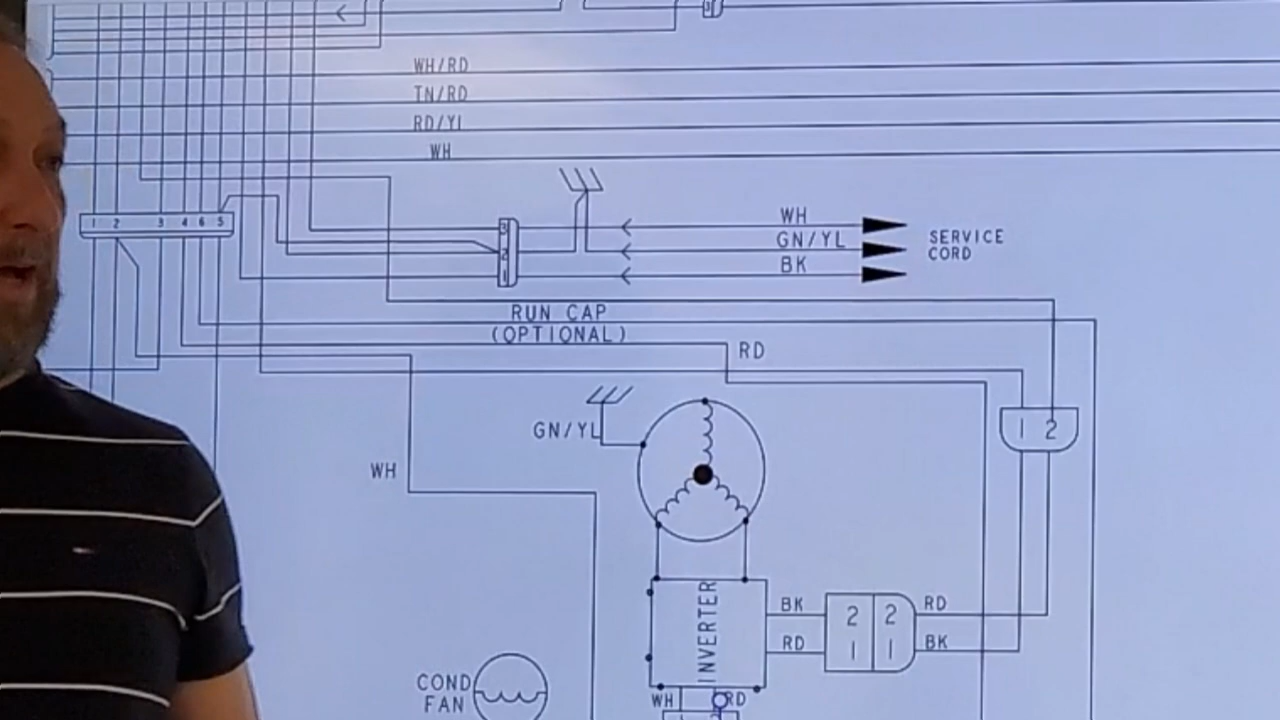 WH/RD
TN/RD
RD/YL
WH
1 2 3 4 6 5
3
2
1
WH
GN/YL
BK
SERVICE
CORD
RUN CAP
(OPTIONAL)
RD
GN/YL
1 2
WH
INVERTER
BK
RD
2 2
1 1
RD
BK
COND
FAN
WH
RD